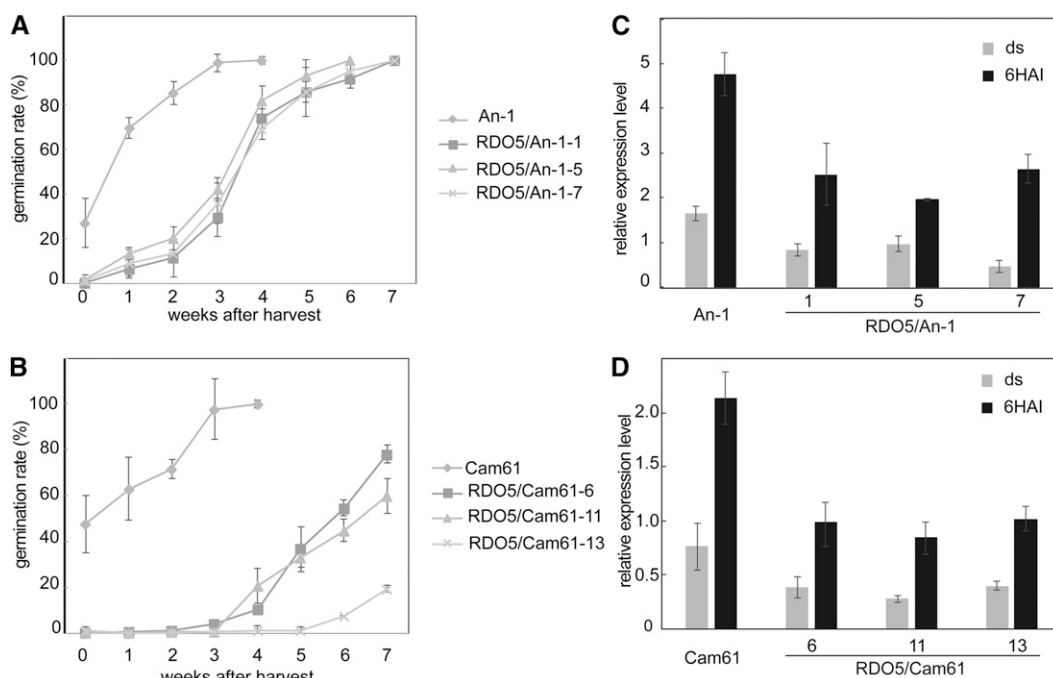 A
germination rate (%)
100
80
60
40
20
0
0 1 2 3 4 5 6 7
weeks after harvest
An-1
RDO5/An-1-1
RDO5/An-1-5
RDO5/An-1-7
C
relative expression level
5
4
3
2
1
0
ds
6HAI
An-1
1 5 7
RDO5/An-1
B
germination rate (%)
100
80
60
40
20
0
0 1 2 3 4 5 6 7
weeks after harvest
Cam61
RDO5/Cam61-6
RDO5/Cam61-11
RDO5/Cam61-13
D
relative expression level
2.0
1.5
1.0
0.5
0
ds
6HAI
Cam61
6 11 13
RDO5/Cam61